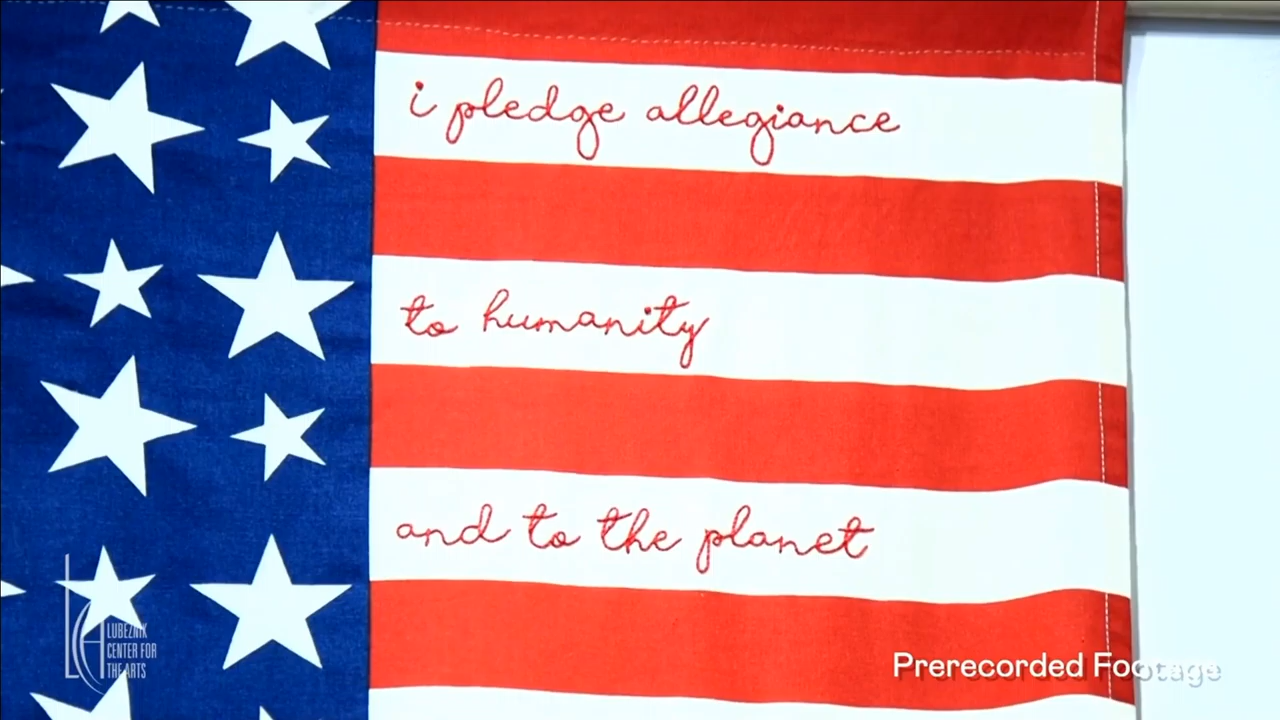 i pledge allegiance
to humanity
and to the planet
LUBEZNIK
CENTER FOR
THE ARTS
Prerecorded Footage